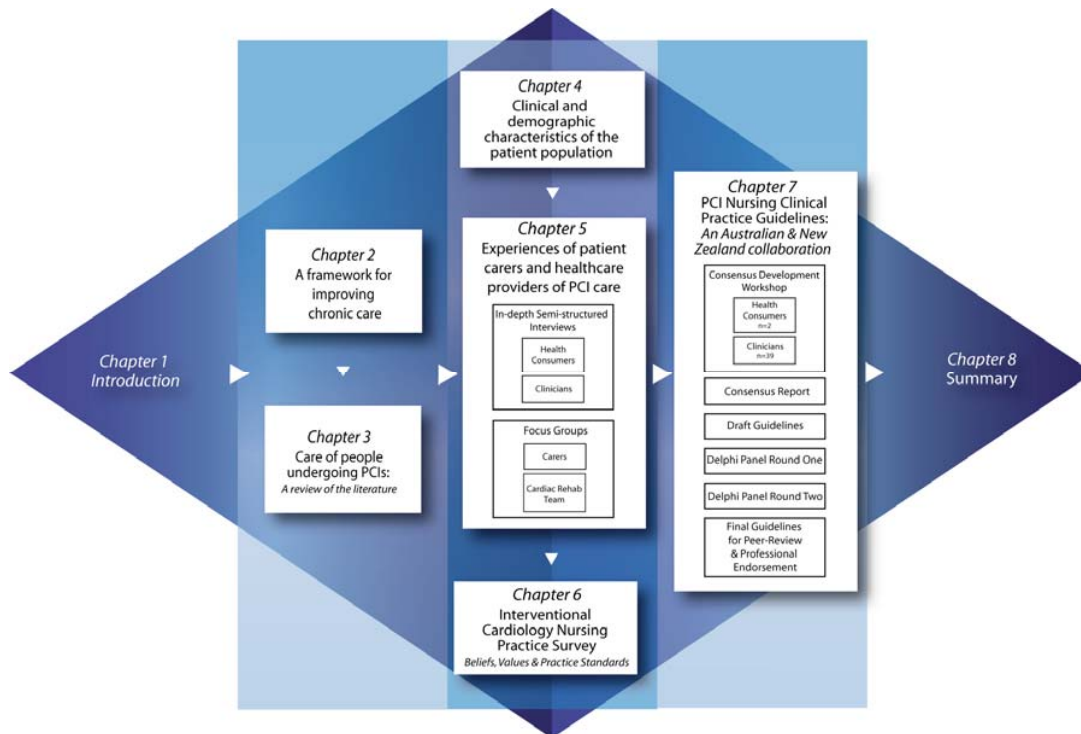 Chapter 1
Introduction
Chapter 2
A framework for
improving
chronic care
Chapter 3
Care of people
undergoing PCIs:
A review of the literature
Chapter 4
Clinical and
demographic
characteristics of the
patient population
Chapter 5
Experiences of patient
carers and healthcare
providers of PCI care
In-depth Semi-structured
Interviews
Health
Consumers
Clinicians
Focus Groups
Carers
Cardiac Rehab
Team
Chapter 6
Interventional
Cardiology Nursing
Practice Survey
Beliefs, Values & Practice Standards
Chapter 7
PCI Nursing Clinical
Practice Guidelines:
An Australian & New
Zealand collaboration
Consensus Development
Workshop
Health
Consumers
n=2
Clinicians
n=39
Consensus Report
Draft Guidelines
Delphi Panel Round One
Delphi Panel Round Two
Final Guidelines
for Peer-Review
& Professional
Endorsement
Chapter 8
Summary